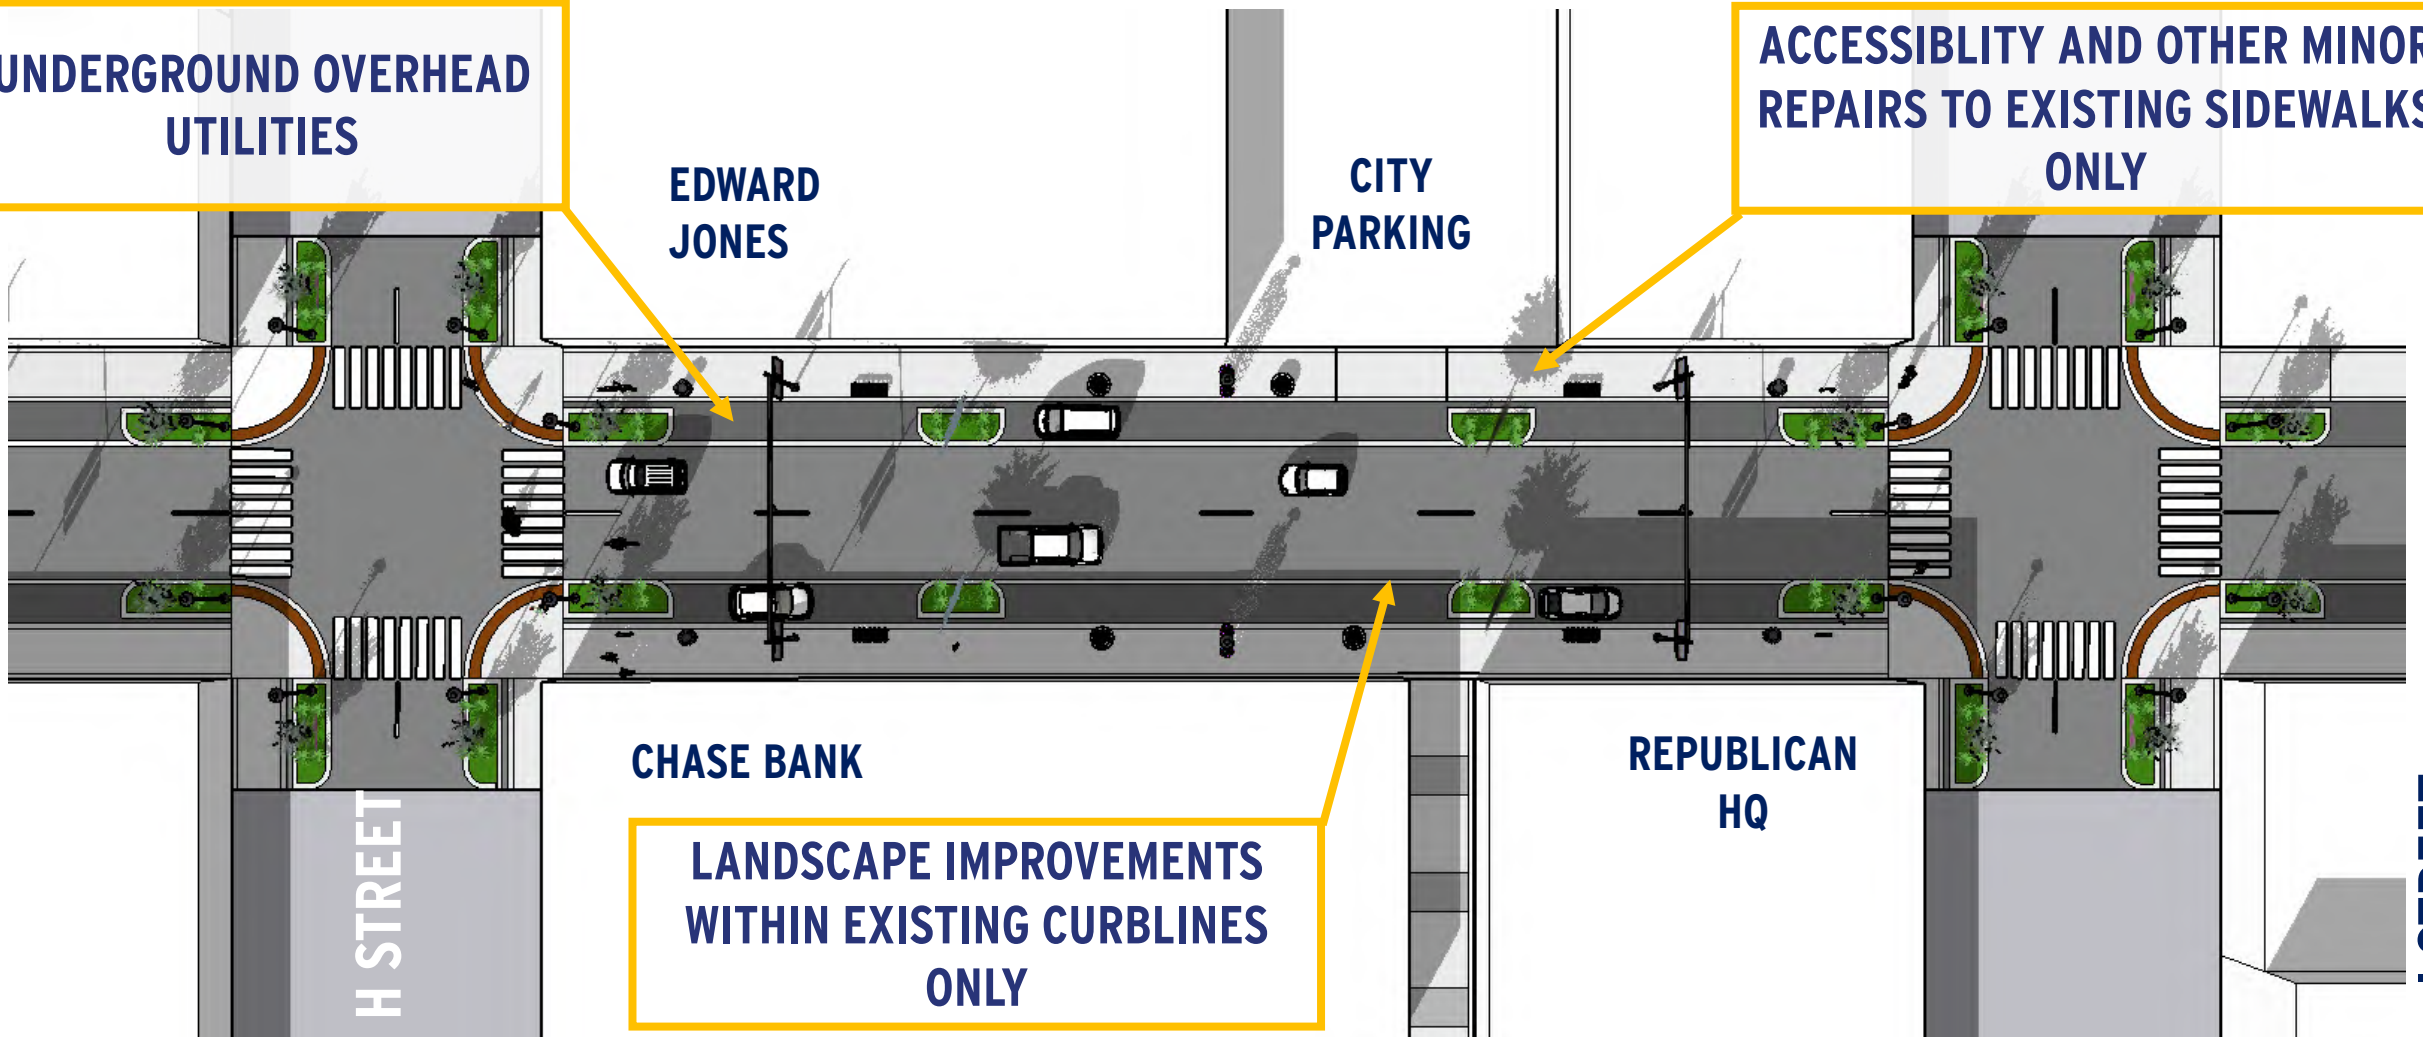 UNDERGROUND OVERHEAD
UTILITIES
ACCESSIBLITY AND OTHER MINOR
REPAIRS TO EXISTING SIDEWALKS
ONLY
EDWARD
JONES
CITY
PARKING
CHASE BANK
REPUBLICAN
HQ
LANDSCAPE IMPROVEMENTS
WITHIN EXISTING CURBLINES
ONLY
H STREET